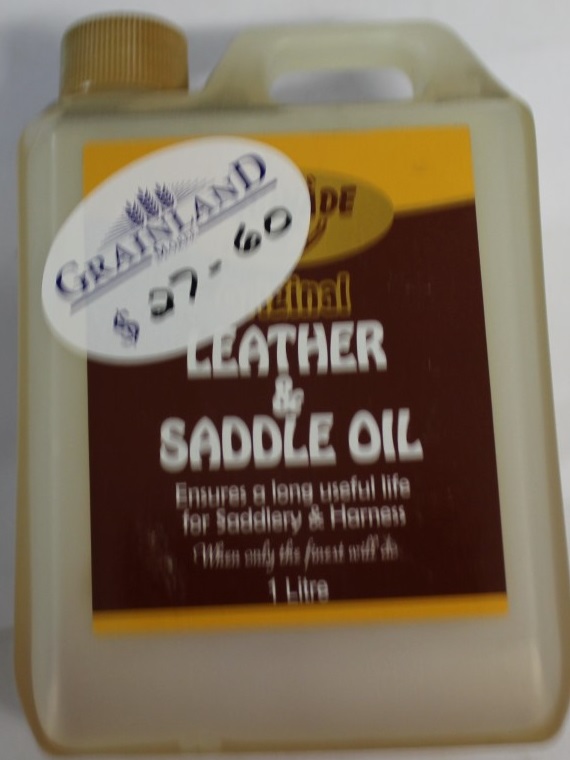 GRAINLAND
$ 27-60
LEATHER
&
SADDLE OIL
Ensures a long useful life
for Saddlery & Harness
When only the finest will do
1 Litre